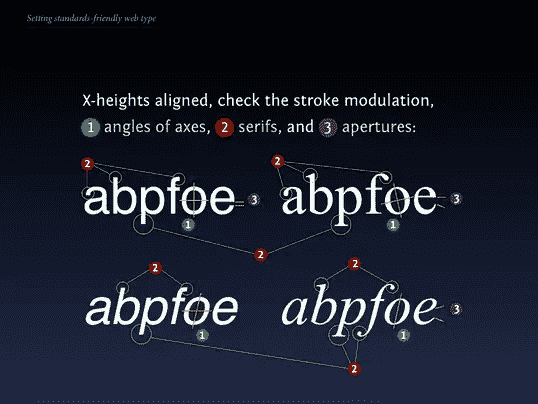 Setting standards-friendly web type
X-heights aligned, check the stroke modulation,
1 angles of axes, 2 serifs, and 3 apertures:
2 2
abpfoe 3 abpfoe 3
1 1
2
2 2
abpfoe abpfoe 3
1 1
2